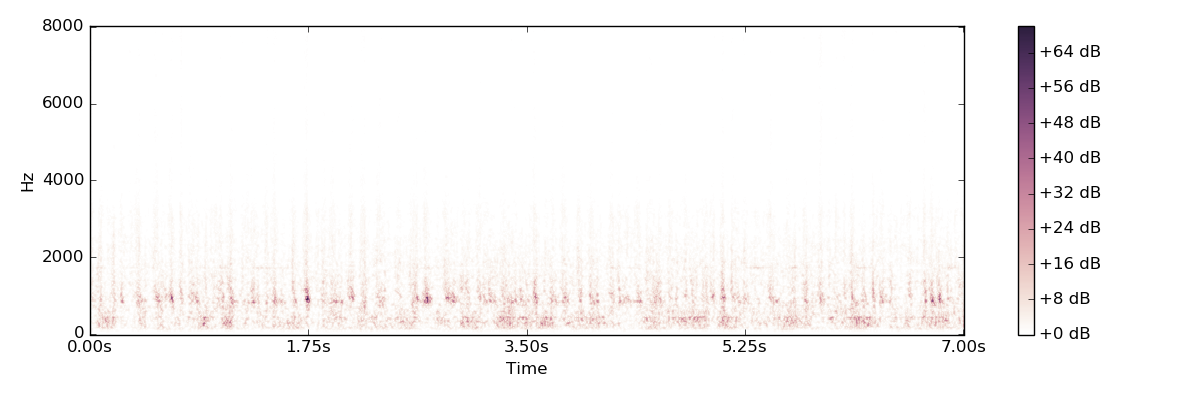 8000
6000
4000
2000
0
Hz
0.00s
1.75s
3.50s
5.25s
7.00s
Time
+64 dB
+56 dB
+48 dB
+40 dB
+32 dB
+24 dB
+16 dB
+8 dB
+0 dB